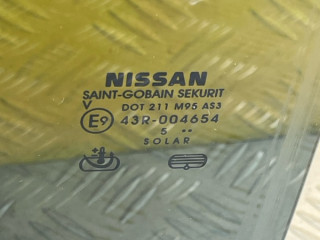 NISSAN
SAINT-GOBAIN SEKURIT
V DOT 211 M95 AS3
E9 43R-004654
5 ••
SOLAR